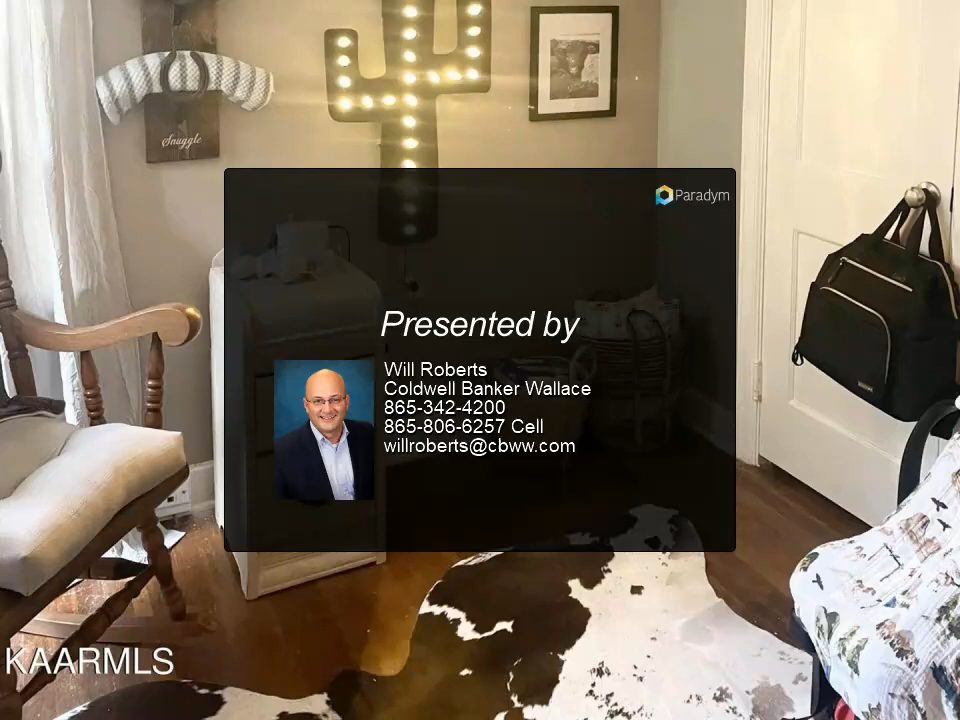 Snuggle
Paradym
Presented by
Will Roberts
Coldwell Banker Wallace
865-342-4200
865-806-6257 Cell
willroberts@cbww.com
KAARMLS